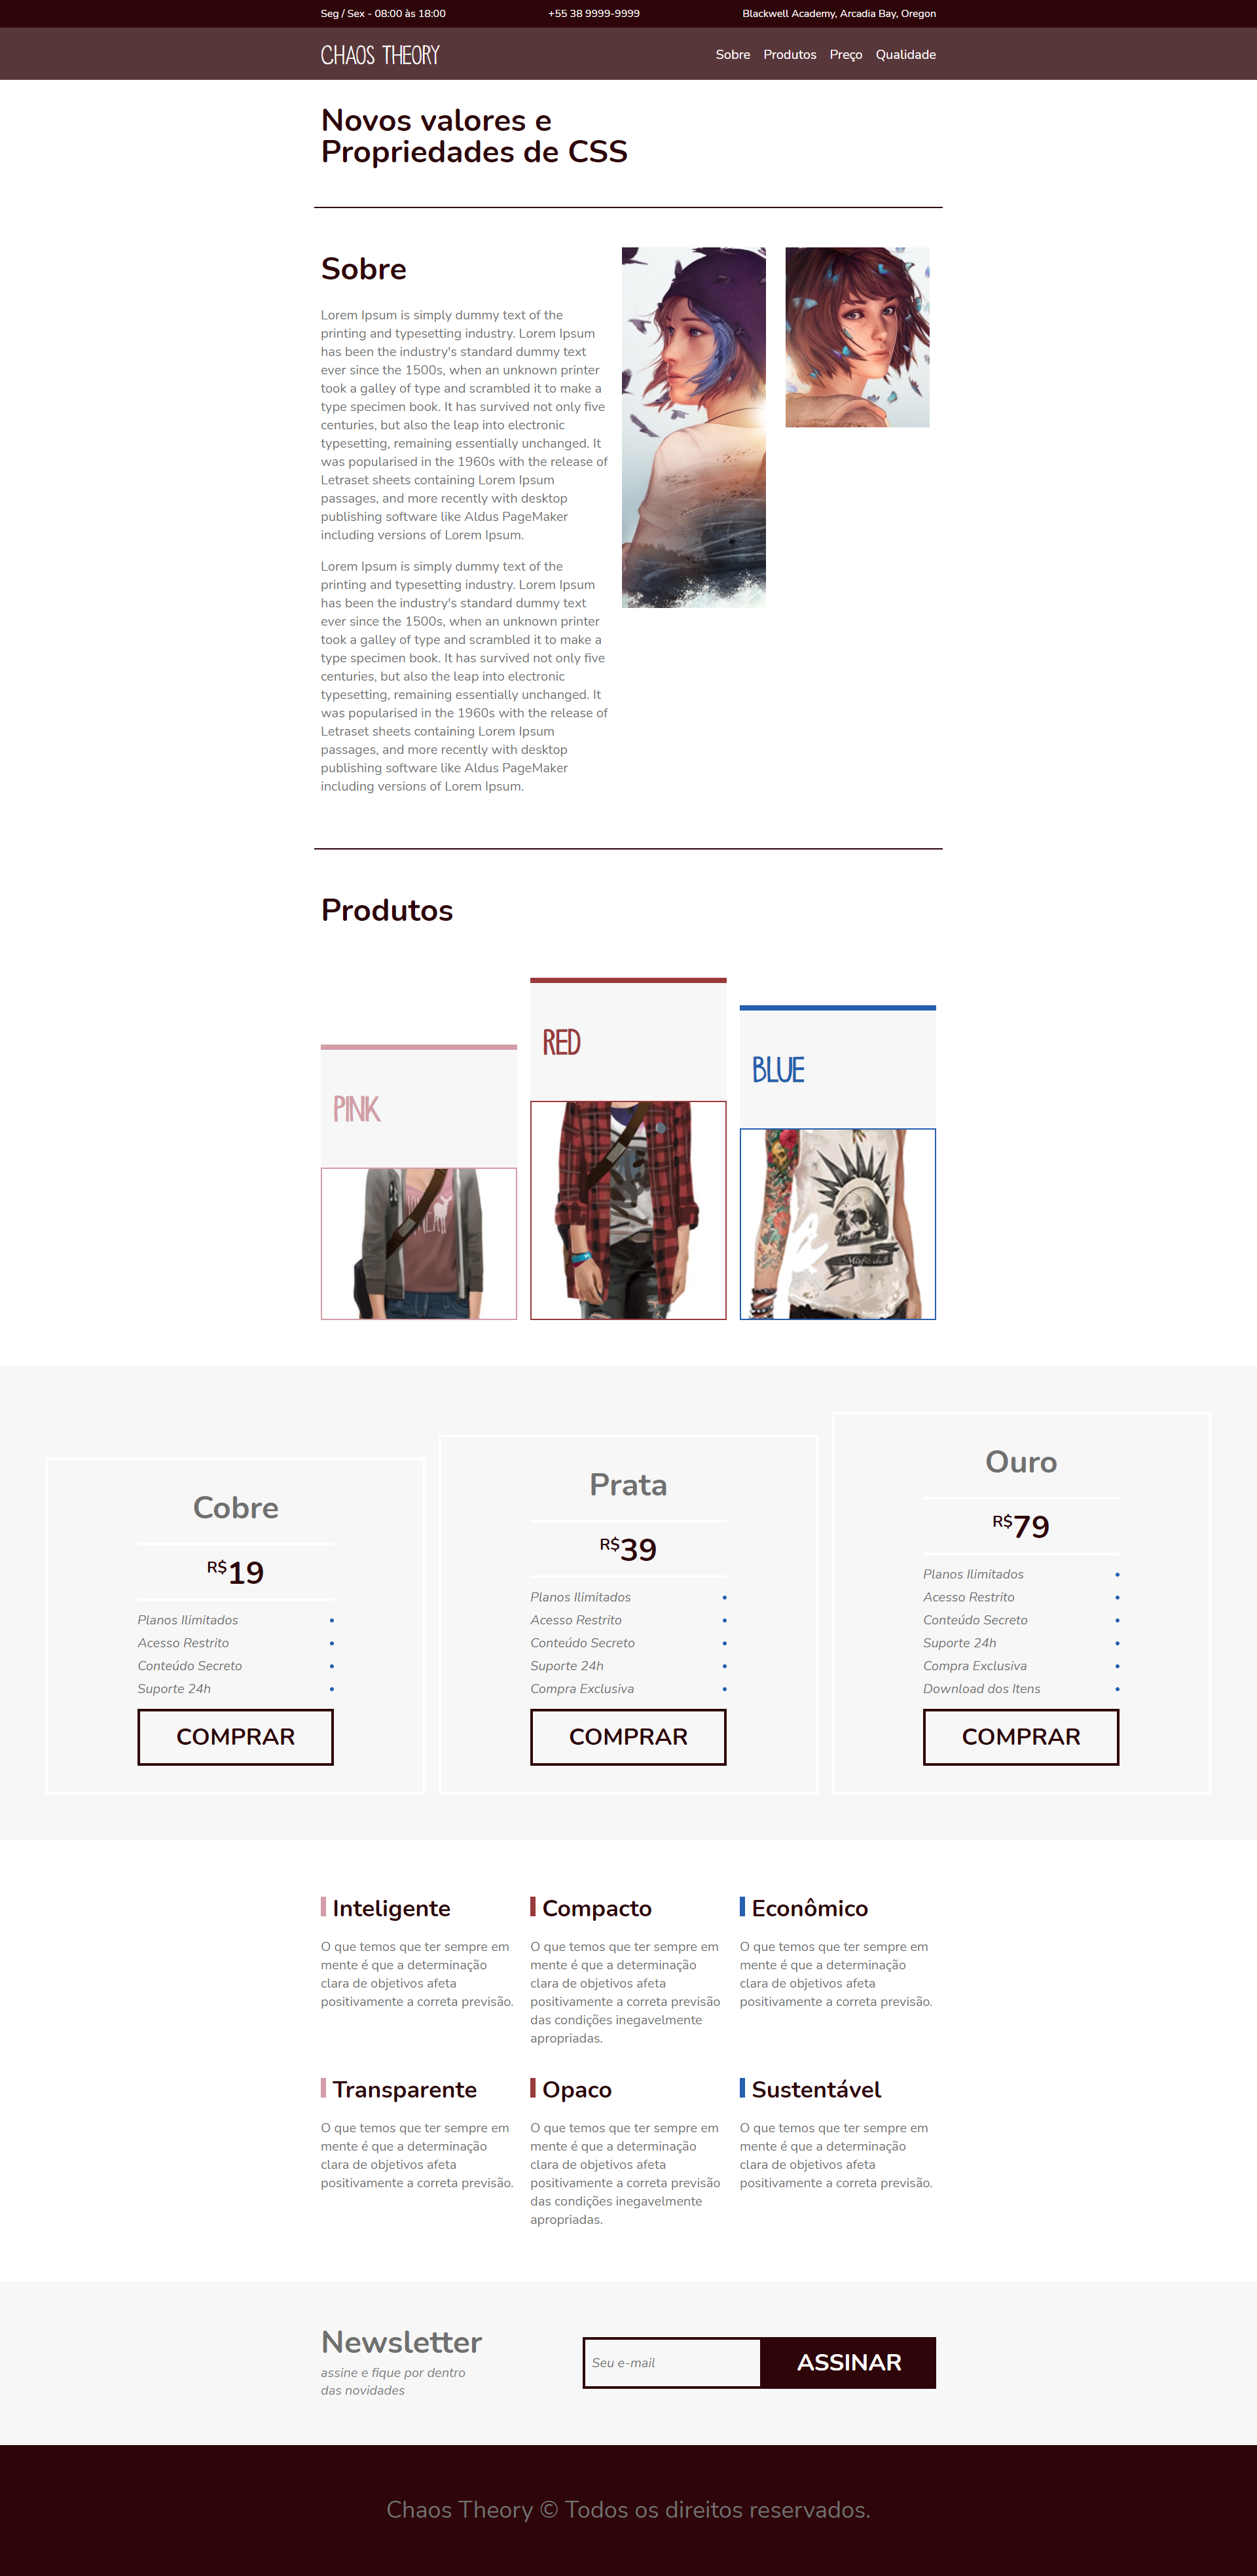 Seg / Sex - 08:00 às 18:00
+55 38 9999-9999
Blackwell Academy, Arcadia Bay, Oregon
CHAOS THEORY
Sobre
Produtos
Preço
Qualidade
Novos valores e
Propriedades de CSS
Sobre
Lorem Ipsum is simply dummy text of the
printing and typesetting industry. Lorem Ipsum
has been the industry's standard dummy text
ever since the 1500s, when an unknown printer
took a galley of type and scrambled it to make a
type specimen book. It has survived not only five
centuries, but also the leap into electronic
typesetting, remaining essentially unchanged. It
was popularised in the 1960s with the release of
Letraset sheets containing Lorem Ipsum
passages, and more recently with desktop
publishing software like Aldus PageMaker
including versions of Lorem Ipsum.
Lorem Ipsum is simply dummy text of the
printing and typesetting industry. Lorem Ipsum
has been the industry's standard dummy text
ever since the 1500s, when an unknown printer
took a galley of type and scrambled it to make a
type specimen book. It has survived not only five
centuries, but also the leap into electronic
typesetting, remaining essentially unchanged. It
was popularised in the 1960s with the release of
Letraset sheets containing Lorem Ipsum
passages, and more recently with desktop
publishing software like Aldus PageMaker
including versions of Lorem Ipsum.
Produtos
PINK
RED
BLUE
Cobre
R$19
Planos Ilimitados
Acesso Restrito
Conteúdo Secreto
Suporte 24h
COMPRAR
Prata
R$39
Planos Ilimitados
Acesso Restrito
Conteúdo Secreto
Suporte 24h
Compra Exclusiva
COMPRAR
Ouro
R$79
Planos Ilimitados
Acesso Restrito
Conteúdo Secreto
Suporte 24h
Compra Exclusiva
Download dos Itens
COMPRAR
Inteligente
O que temos que ter sempre em
mente é que a determinação
clara de objetivos afeta
positivamente a correta previsão.
Compacto
O que temos que ter sempre em
mente é que a determinação
clara de objetivos afeta
positivamente a correta previsão
das condições inegavelmente
apropriadas.
Econômico
O que temos que ter sempre em
mente é que a determinação
clara de objetivos afeta
positivamente a correta previsão.
Transparente
O que temos que ter sempre em
mente é que a determinação
clara de objetivos afeta
positivamente a correta previsão.
Opaco
O que temos que ter sempre em
mente é que a determinação
clara de objetivos afeta
positivamente a correta previsão
das condições inegavelmente
apropriadas.
Sustentável
O que temos que ter sempre em
mente é que a determinação
clara de objetivos afeta
positivamente a correta previsão.
Newsletter
assine e fique por dentro
das novidades
Seu e-mail
ASSINAR
Chaos Theory © Todos os direitos reservados.